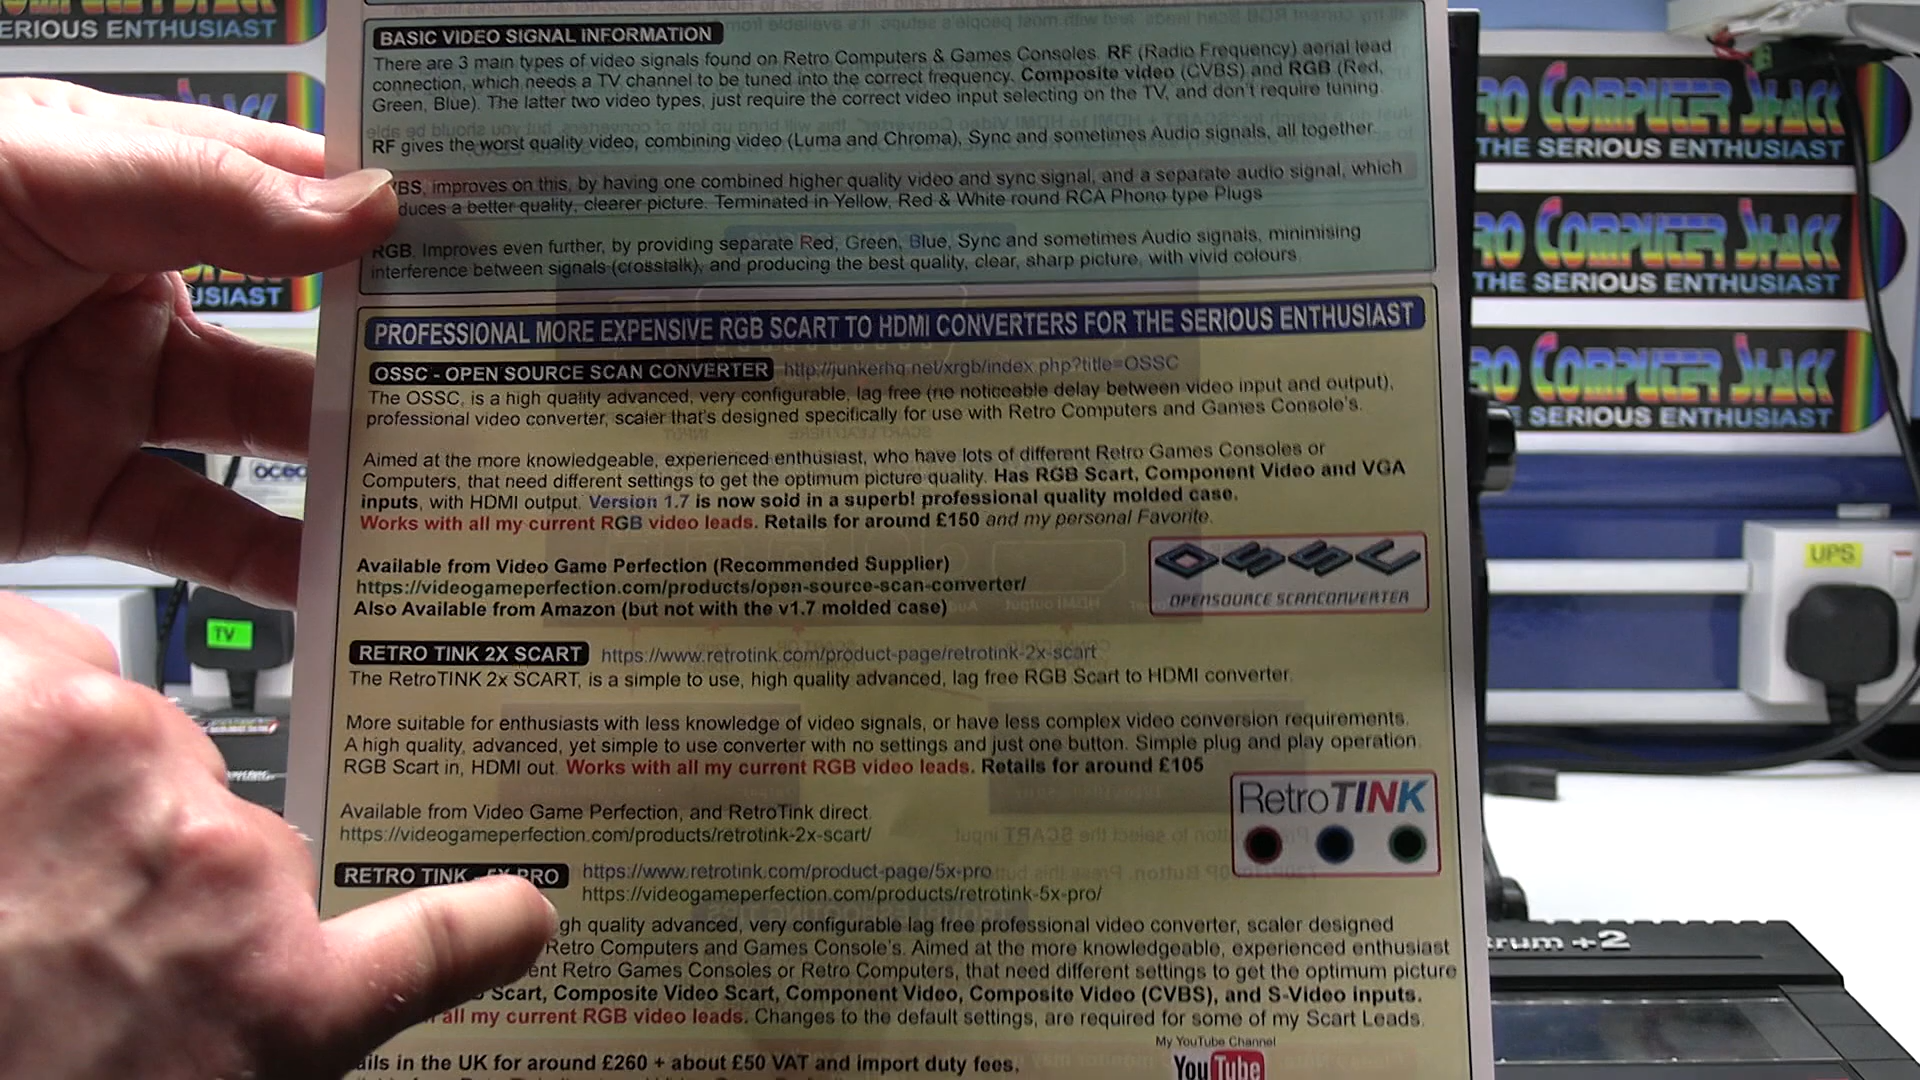 BASIC VIDEO SIGNAL INFORMATION
There are 3 main types of video signals found on Retro Computers & Games Consoles. RF (Radio Frequency) aerial lead
connection, which needs a TV channel to be tuned into the correct frequency. Composite video (CVBS) and RGB (Red,
Green, Blue). The latter two video types, just require the correct video input selecting on the TV, and don't require tuning.
RF gives the worst quality video, combining video (Luma and Chroma), Sync and sometimes Audio signals, all together
VBS, improves on this, by having one combined higher quality video and sync signal, and a separate audio signal, which
duces a better quality, clearer picture. Terminated in Yellow, Red & White round RCA Phono type Plugs
RGB, Improves even further, by providing separate Red, Green, Blue, Sync and sometimes Audio signals, minimising
interference between signals (crosstalk), and producing the best quality, clear, sharp picture, with vivid colours
PROFESSIONAL MORE EXPENSIVE RGB SCART TO HDMI CONVERTERS FOR THE SERIOUS ENTHUSIAST
OSSC - OPEN SOURCE SCAN CONVERTER http://junkerhq.net/xrgb/index.php?title=OSSC
The OSSC, is a high quality advanced, very configurable, lag free (no noticeable delay between video input and output),
professional video converter, scaler that's designed specifically for use with Retro Computers and Games Console's.
Aimed at the more knowledgeable, experienced enthusiast, who have lots of different Retro Games Consoles or
Computers, that need different settings to get the optimum picture quality. Has RGB Scart, Component Video and VGA
inputs, with HDMI output. Version 1.7 is now sold in a superb! professional quality molded case.
Works with all my current RGB video leads. Retails for around £150 and my personal Favorite.
Available from Video Game Perfection (Recommended Supplier)
https://videogameperfection.com/products/open-source-scan-converter/
Also Available from Amazon (but not with the v1.7 molded case)
OSSC
OPENSOURCE SCANCONVERTER
RETRO TINK 2X SCART https://www.retrotink.com/product-page/retrotink-2x-scart
The RetroTINK 2x SCART, is a simple to use, high quality advanced, lag free RGB Scart to HDMI converter.
More suitable for enthusiasts with less knowledge of video signals, or have less complex video conversion requirements.
A high quality, advanced, yet simple to use converter with no settings and just one button. Simple plug and play operation
RGB Scart in, HDMI out. Works with all my current RGB video leads. Retails for around £105
Available from Video Game Perfection, and RetroTink direct
https://videogameperfection.com/products/retrotink-2x-scart/
RetroTINK
RETRO TINK - 5X PRO https://www.retrotink.com/product-page/5x-pro
https://videogameperfection.com/products/retrotink-5x-pro/
gh quality advanced, very configurable lag free professional video converter, scaler designed
Retro Computers and Games Console's. Aimed at the more knowledgeable, experienced enthusiast
ent Retro Games Consoles or Retro Computers, that need different settings to get the optimum picture
Scart, Composite Video Scart, Component Video, Composite Video (CVBS), and S-Video inputs.
all my current RGB video leads. Changes to the default settings, are required for some of my Scart Leads.
ails in the UK for around £260 + about £50 VAT and import duty fees,
My YouTube Channel
YouTube
ERIOUS ENTHUSIAST
USIAST
TV
RO COMPUTER SHACK
THE SERIOUS ENTHUSIAST
RO COMPUTER SHACK
THE SERIOUS ENTHUSIAST
RO COMPUTER SHACK
E SERIOUS ENTHUSIAST
UPS
trum +2